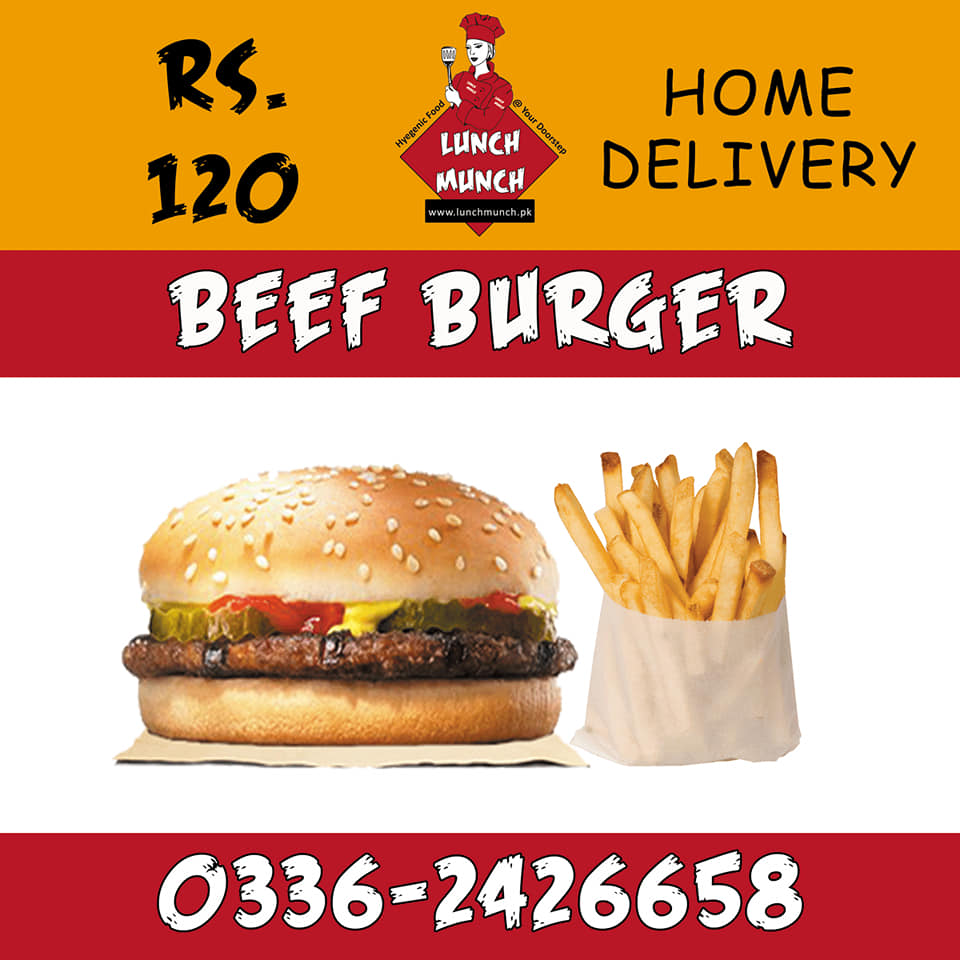 RS.
120
Hyegenic Food @ Your Doorstep
LUNCH
MUNCH
www.lunchmunch.pk
HOME
DELIVERY
BEEF BURGER
0336-2426658